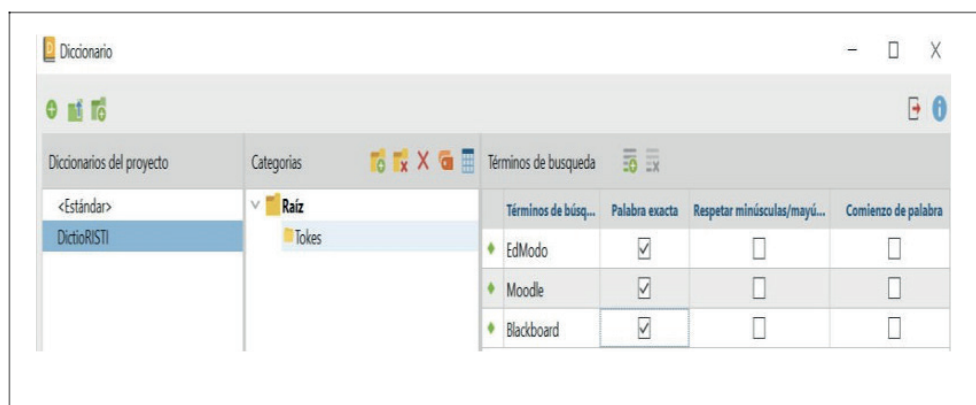 Diccionario
Diccionarios del proyecto Categorias Términos de busqueda
<Estándar> Raíz Términos de búsq... Palabra exacta Respetar minúsculas/mayú... Comienzo de palabra
DictioRISTI Tokes EdModo
Moodle
Blackboard